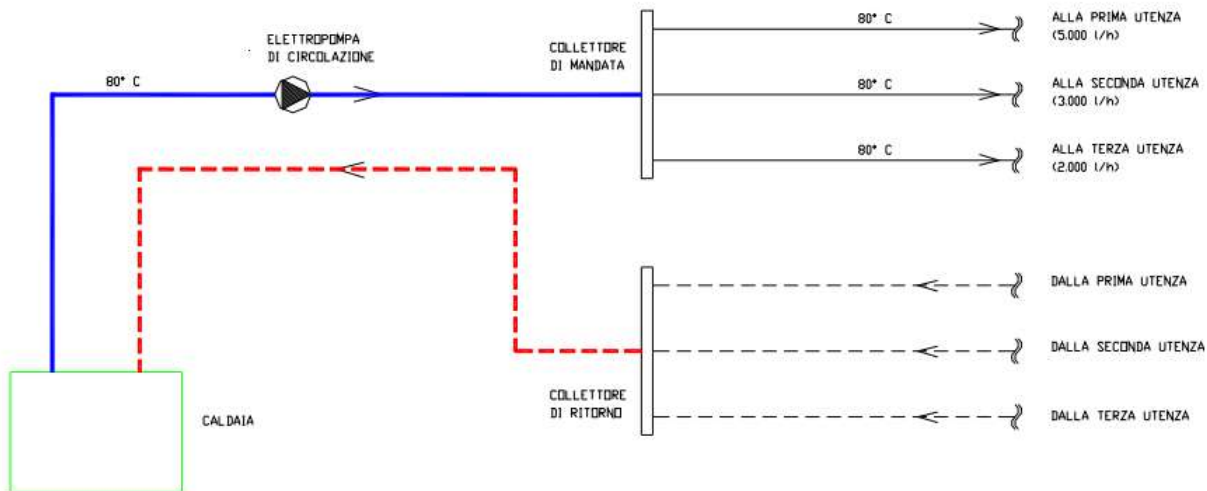 80° C
ALLA PRIMA UTENZA
(5.000 l/h)
ELETTROPOMPA
DI CIRCOLAZIONE
COLLETTORE
DI MANDATA
80° C
80° C
ALLA SECONDA UTENZA
(3.000 l/h)
80° C
ALLA TERZA UTENZA
(2.000 l/h)
DALLA PRIMA UTENZA
DALLA SECONDA UTENZA
COLLETTORE
DI RITORNO
DALLA TERZA UTENZA
CALDAIA